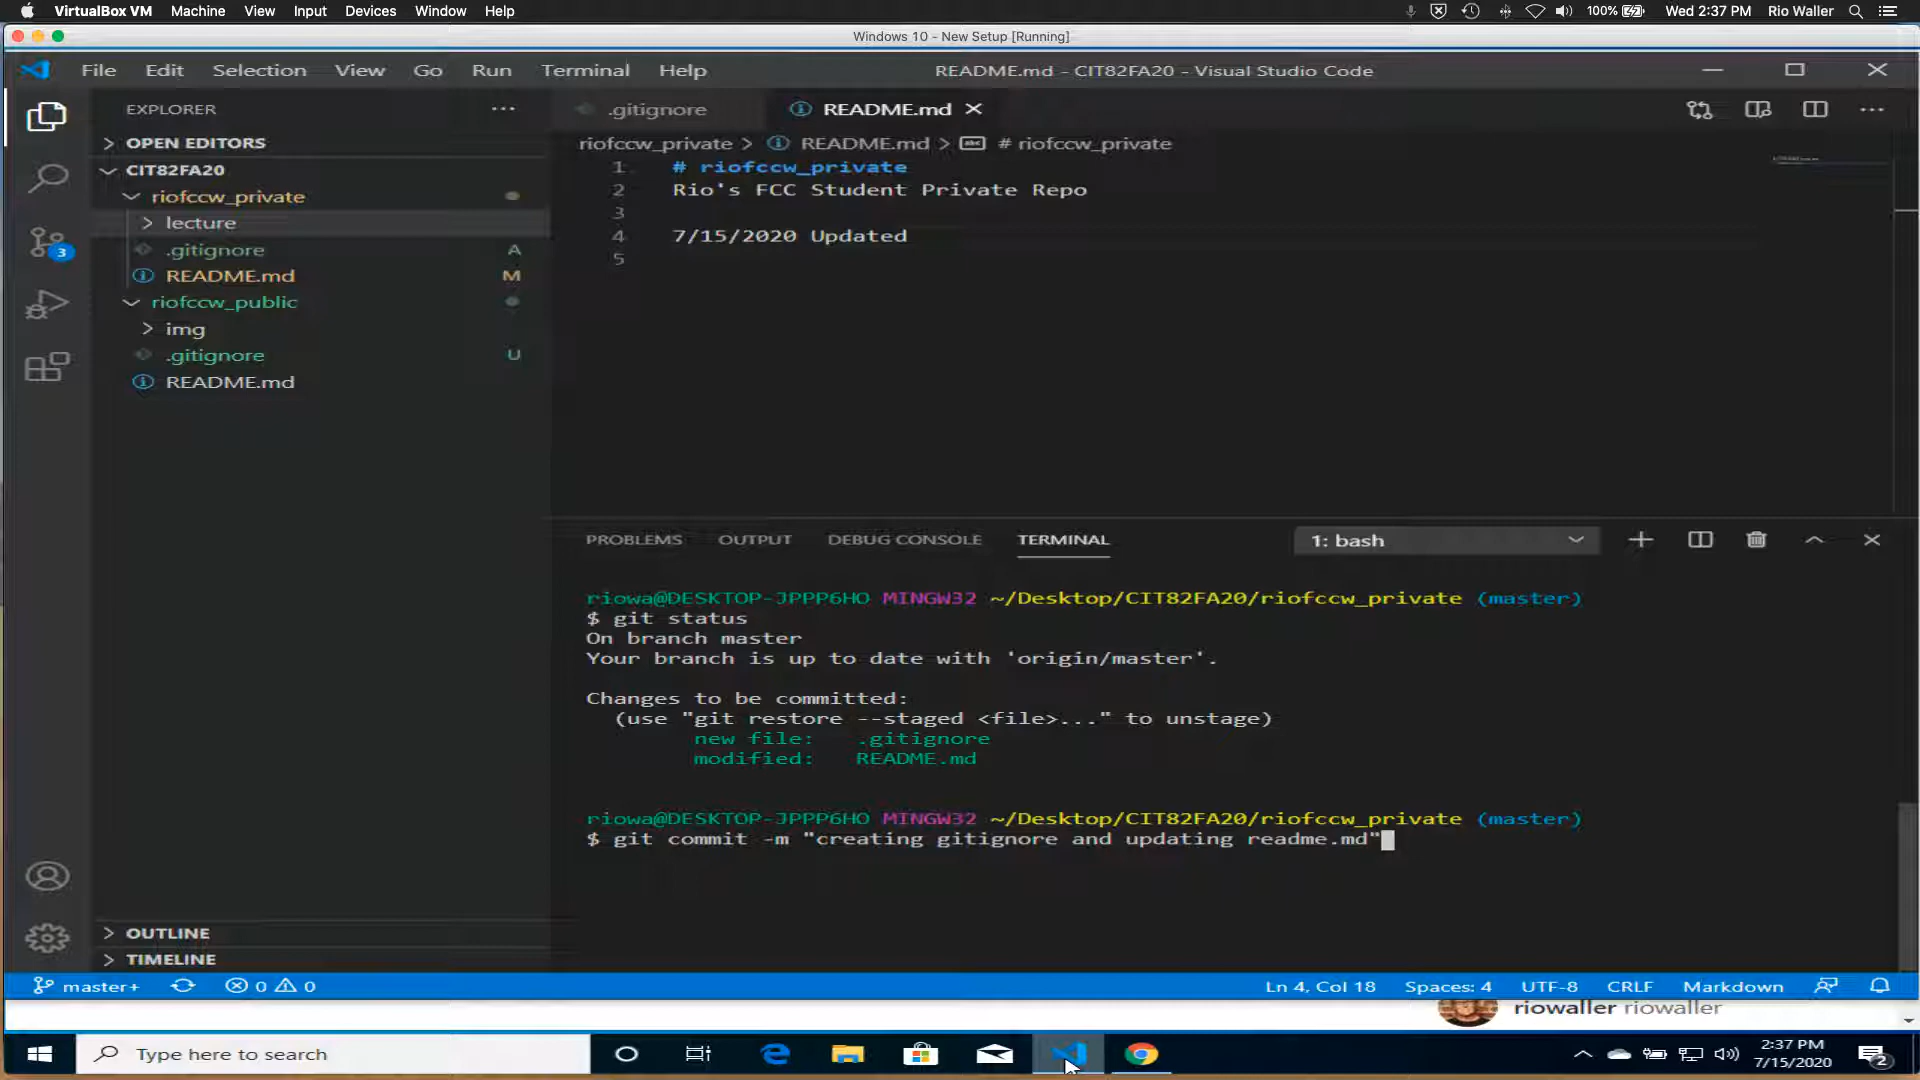 VirtualBox VM Machine View Input Devices Window Help 100% Wed 2:37 PM Rio Waller
Windows 10 - New Setup [Running]
File Edit Selection View Go Run Terminal Help README.md - CIT82FA20 - Visual Studio Code
EXPLORER
OPEN EDITORS
CIT82FA20
riofccw_private
lecture
.gitignore A
README.md M
riofccw_public
img
.gitignore U
README.md
3
OUTLINE
TIMELINE
.gitignore README.md
riofccw_private > README.md > # riofccw_private
1 # riofccw_private
2 Rio's FCC Student Private Repo
3
4 7/15/2020 Updated
5
PROBLEMS OUTPUT DEBUG CONSOLE TERMINAL 1: bash
riowa@DESKTOP-JPPP6HO MINGW32 ~/Desktop/CIT82FA20/riofccw_private (master)
$ git status
On branch master
Your branch is up to date with 'origin/master'.
Changes to be committed:
(use "git restore --staged <file>..." to unstage)
new file: .gitignore
modified: README.md
riowa@DESKTOP-JPPP6HO MINGW32 ~/Desktop/CIT82FA20/riofccw_private (master)
$ git commit -m "creating gitignore and updating readme.md"
master+ 0 0 Ln 4, Col 18 Spaces: 4 UTF-8 CRLF Markdown
riowaller riowaller
Type here to search 2:37 PM
7/15/2020 2